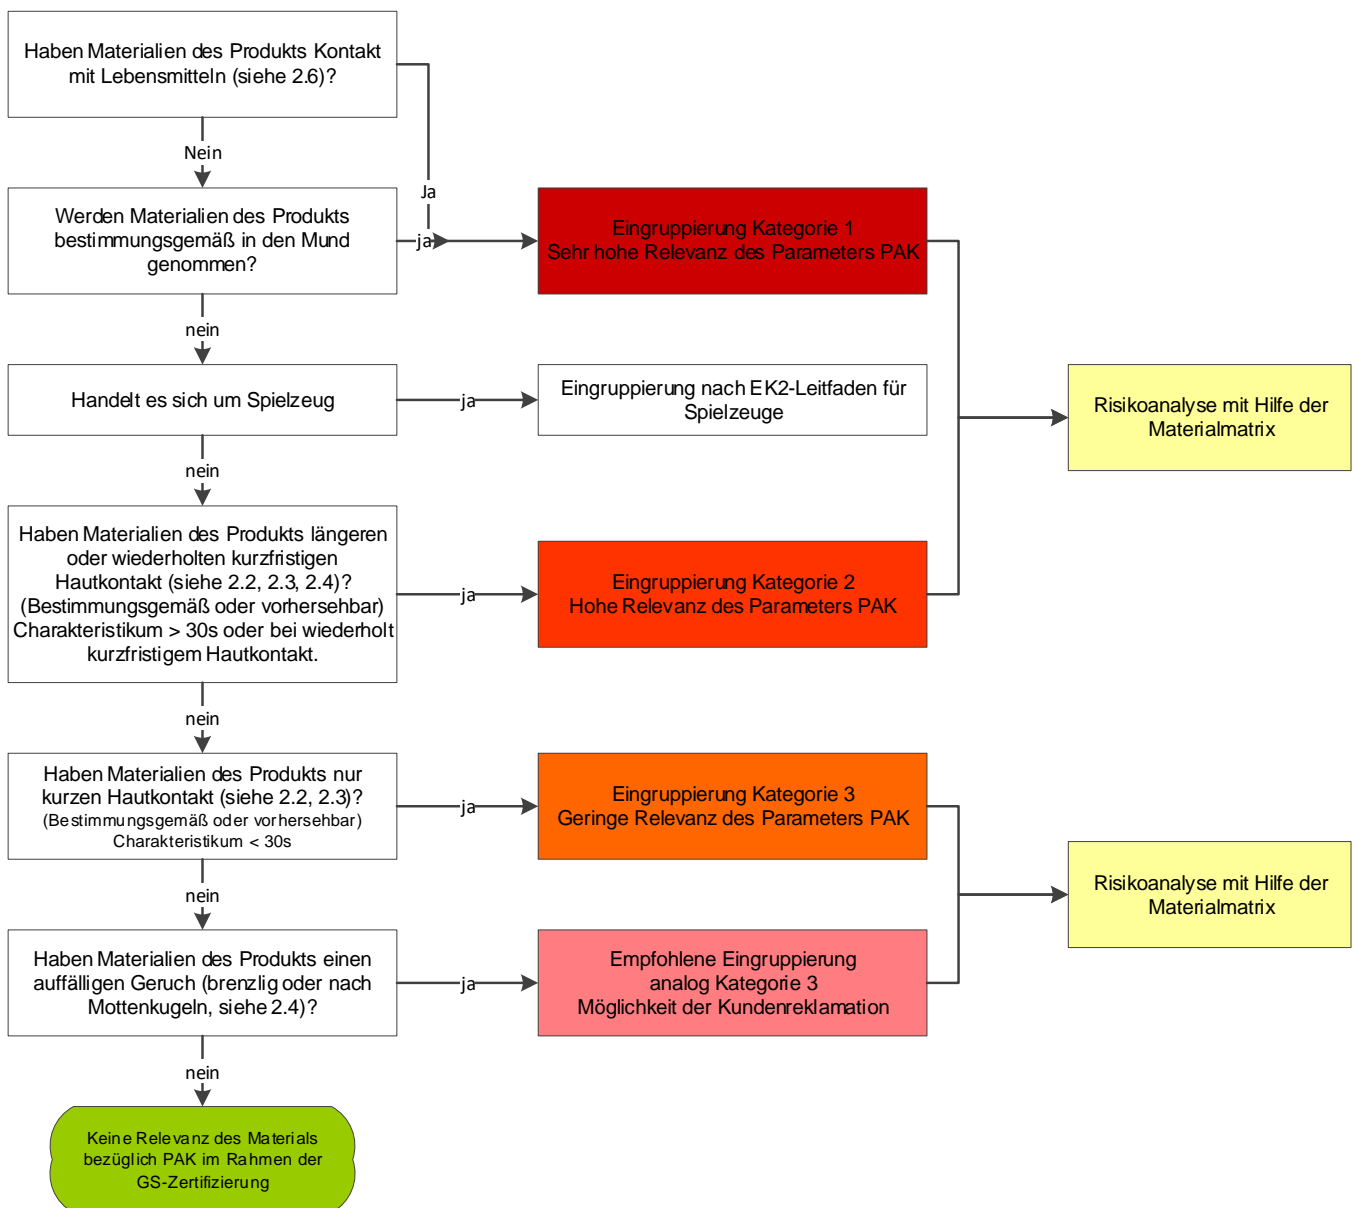 Haben Materialien des Produkts Kontakt
mit Lebensmitteln (siehe 2.6)?
Nein
Ja
Werden Materialien des Produkts
bestimmungsgemäß in den Mund
genommen?
ja
Eingruppierung Kategorie 1
Sehr hohe Relevanz des Parameters PAK
nein
Handelt es sich um Spielzeug
ja
Eingruppierung nach EK2-Leitfaden für
Spielzeuge
Risikoanalyse mit Hilfe der
Materialmatrix
nein
Haben Materialien des Produkts längeren
oder wiederholten kurzfristigen
Hautkontakt (siehe 2.2, 2.3, 2.4)?
(Bestimmungsgemäß oder vorhersehbar)
Charakteristikum > 30s oder bei wiederholt
kurzfristigem Hautkontakt.
ja
Eingruppierung Kategorie 2
Hohe Relevanz des Parameters PAK
nein
Haben Materialien des Produkts nur
kurzen Hautkontakt (siehe 2.2, 2.3)?
(Bestimmungsgemäß oder vorhersehbar)
Charakteristikum < 30s
ja
Eingruppierung Kategorie 3
Geringe Relevanz des Parameters PAK
Risikoanalyse mit Hilfe der
Materialmatrix
nein
Haben Materialien des Produkts einen
auffälligen Geruch (brenzlig oder nach
Mottenkugeln, siehe 2.4)?
ja
Empfohlene Eingruppierung
analog Kategorie 3
Möglichkeit der Kundenreklamation
nein
Keine Relevanz des Materials
bezüglich PAK im Rahmen der
GS-Zertifizierung